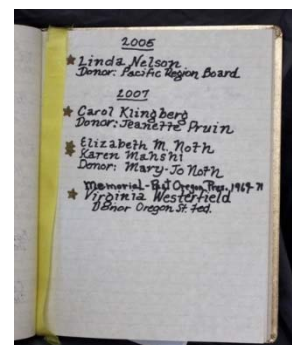 2006
Linda Nelson
Donor: Pacific Region Board
2007
Carol Klingberg
Donor: Jeanette Pruin
Elizabeth M. Noth
Karen Mahshi
Donor: Mary-Jo Noth
Memorial - Past Oregon Pres. 1969-71
Virginia Westerfield
Donor Oregon St Fed.